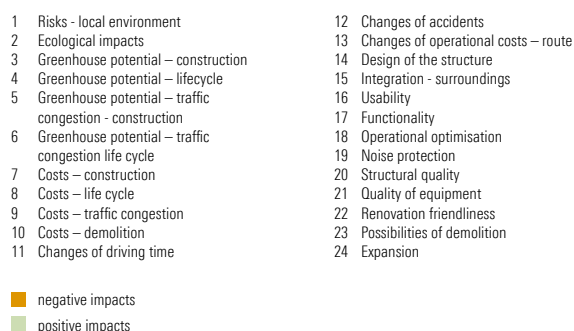 1 Risks - local environment
2 Ecological impacts
3 Greenhouse potential – construction
4 Greenhouse potential – lifecycle
5 Greenhouse potential – traffic
congestion - construction
6 Greenhouse potential – traffic
congestion life cycle
7 Costs – construction
8 Costs – life cycle
9 Costs – traffic congestion
10 Costs – demolition
11 Changes of driving time
12 Changes of accidents
13 Changes of operational costs – route
14 Design of the structure
15 Integration - surroundings
16 Usability
17 Functionality
18 Operational optimisation
19 Noise protection
20 Structural quality
21 Quality of equipment
22 Renovation friendliness
23 Possibilities of demolition
24 Expansion
negative impacts
positive impacts